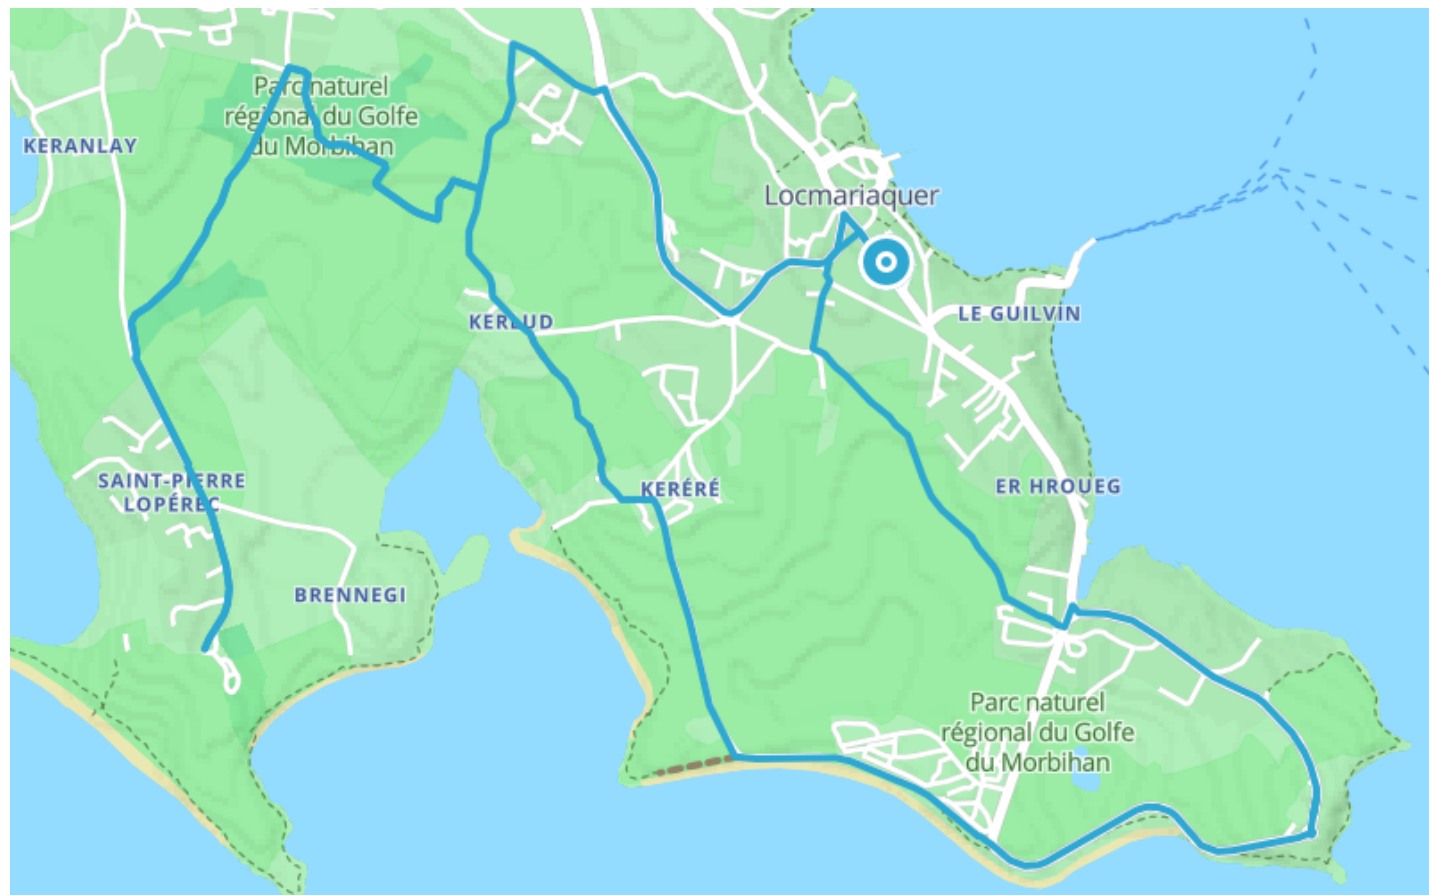 Parc naturel
régional du Golfe
du Morbihan
KERANLAY
Locmariaquer
LE GUILVIN
KERLUD
SAINT-PIERRE
LOPÉREC
KERÉRÉ
ER HROUEG
BRENNEGI
Parc naturel
régional du Golfe
du Morbihan